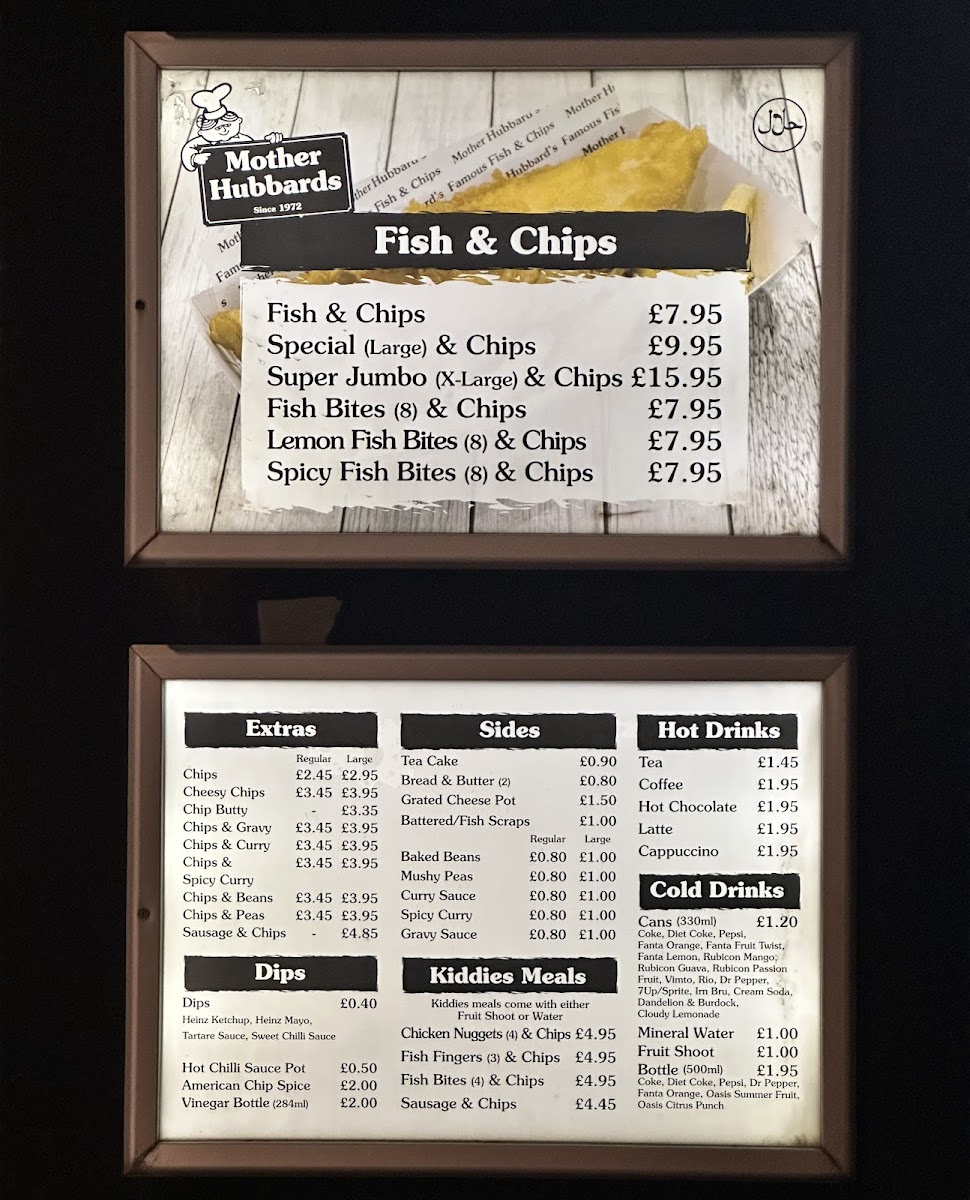 Mother
Hubbards
Since 1972
حلال
Mother Hubbard's Mother H
Fish & Chips Mother Hubbard's
Famous Fish & Chips Hubbard's Famous Fis
Fish & Chips
Fish & Chips £7.95
Special (Large) & Chips £9.95
Super Jumbo (X-Large) & Chips £15.95
Fish Bites (8) & Chips £7.95
Lemon Fish Bites (8) & Chips £7.95
Spicy Fish Bites (8) & Chips £7.95
Extras
Regular Large
Chips £2.45 £2.95
Cheesy Chips £3.45 £3.95
Chip Butty - £3.35
Chips & Gravy £3.45 £3.95
Chips & Curry £3.45 £3.95
Chips & £3.45 £3.95
Spicy Curry
Chips & Beans £3.45 £3.95
Chips & Peas £3.45 £3.95
Sausage & Chips - £4.85
Dips
Dips £0.40
Heinz Ketchup, Heinz Mayo,
Tartare Sauce, Sweet Chilli Sauce
Hot Chilli Sauce Pot £0.50
American Chip Spice £2.00
Vinegar Bottle (284ml) £2.00
Sides
Tea Cake £0.90
Bread & Butter (2) £0.80
Grated Cheese Pot £1.50
Battered/Fish Scraps £1.00
Regular Large
Baked Beans £0.80 £1.00
Mushy Peas £0.80 £1.00
Curry Sauce £0.80 £1.00
Spicy Curry £0.80 £1.00
Gravy Sauce £0.80 £1.00
Kiddies Meals
Kiddies meals come with either
Fruit Shoot or Water
Chicken Nuggets (4) & Chips £4.95
Fish Fingers (3) & Chips £4.95
Fish Bites (4) & Chips £4.95
Sausage & Chips £4.45
Hot Drinks
Tea £1.45
Coffee £1.95
Hot Chocolate £1.95
Latte £1.95
Cappuccino £1.95
Cold Drinks
Cans (330ml) £1.20
Coke, Diet Coke, Pepsi,
Fanta Orange, Fanta Fruit Twist,
Fanta Lemon, Rubicon Mango,
Rubicon Guava, Rubicon Passion
Fruit, Vimto, Rio, Dr Pepper,
7Up/Sprite, Irn Bru, Cream Soda,
Dandelion & Burdock,
Cloudy Lemonade
Mineral Water £1.00
Fruit Shoot £1.00
Bottle (500ml) £1.95
Coke, Diet Coke, Pepsi, Dr Pepper,
Fanta Orange, Oasis Summer Fruit,
Oasis Citrus Punch